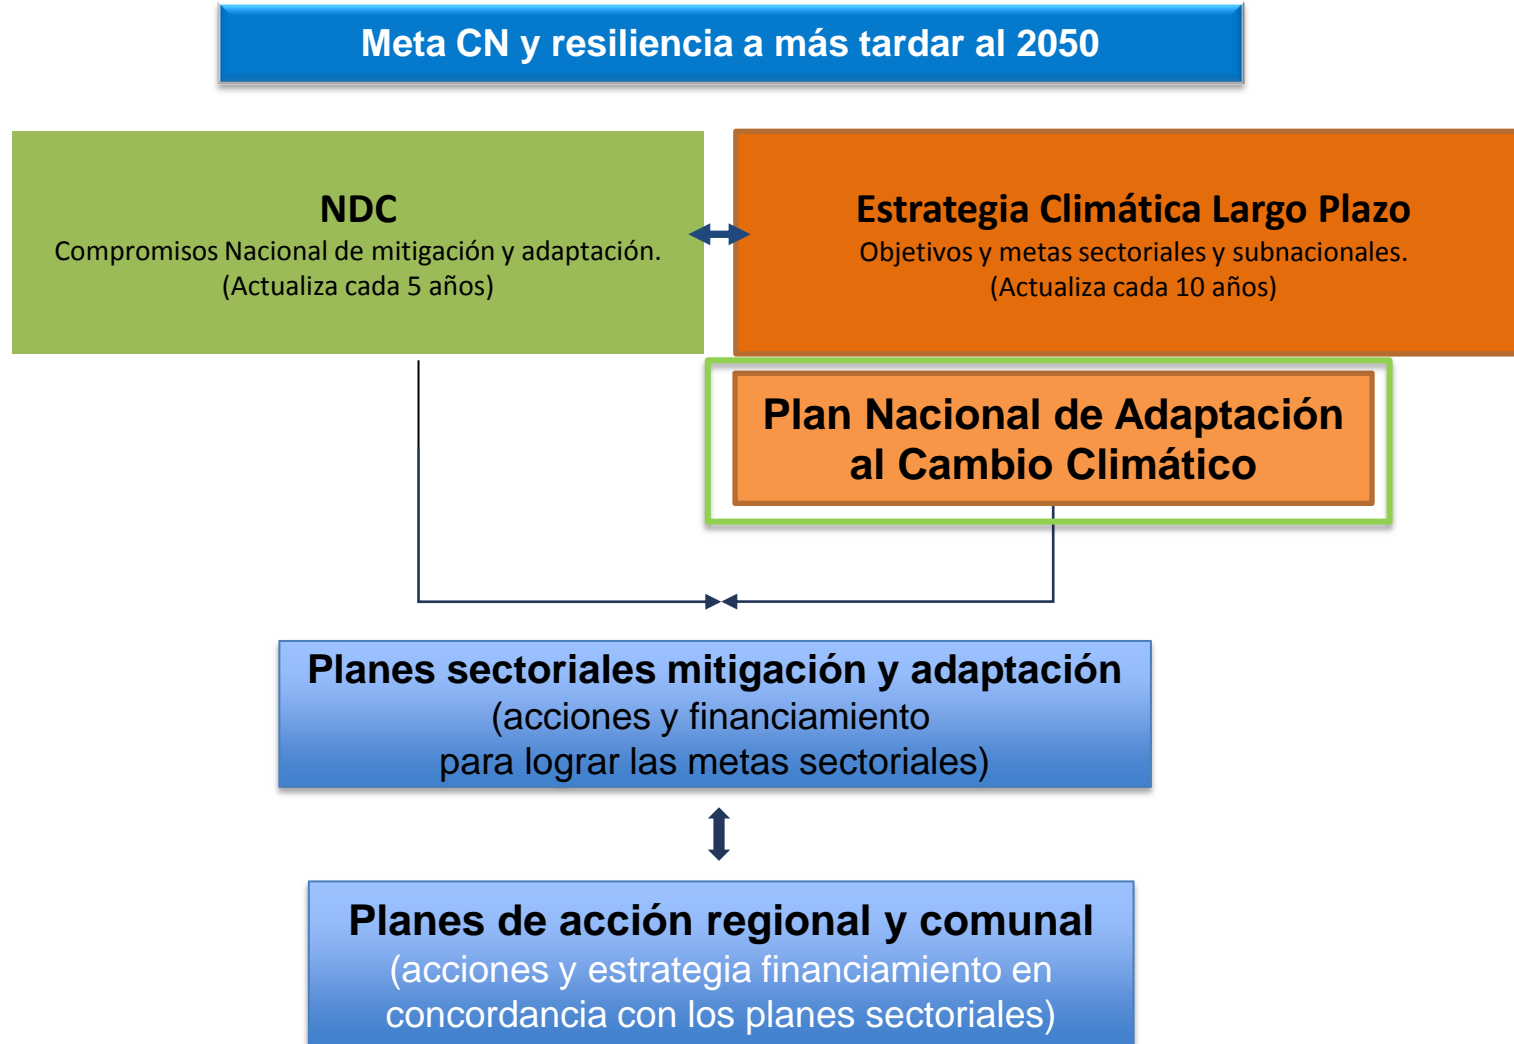 Meta CN y resiliencia a más tardar al 2050
NDC
Compromisos Nacional de mitigación y adaptación.
(Actualiza cada 5 años)
Estrategia Climática Largo Plazo
Objetivos y metas sectoriales y subnacionales.
(Actualiza cada 10 años)
Plan Nacional de Adaptación
al Cambio Climático
Planes sectoriales mitigación y adaptación
(acciones y financiamiento
para lograr las metas sectoriales)
Planes de acción regional y comunal
(acciones y estrategia financiamiento en
concordancia con los planes sectoriales)